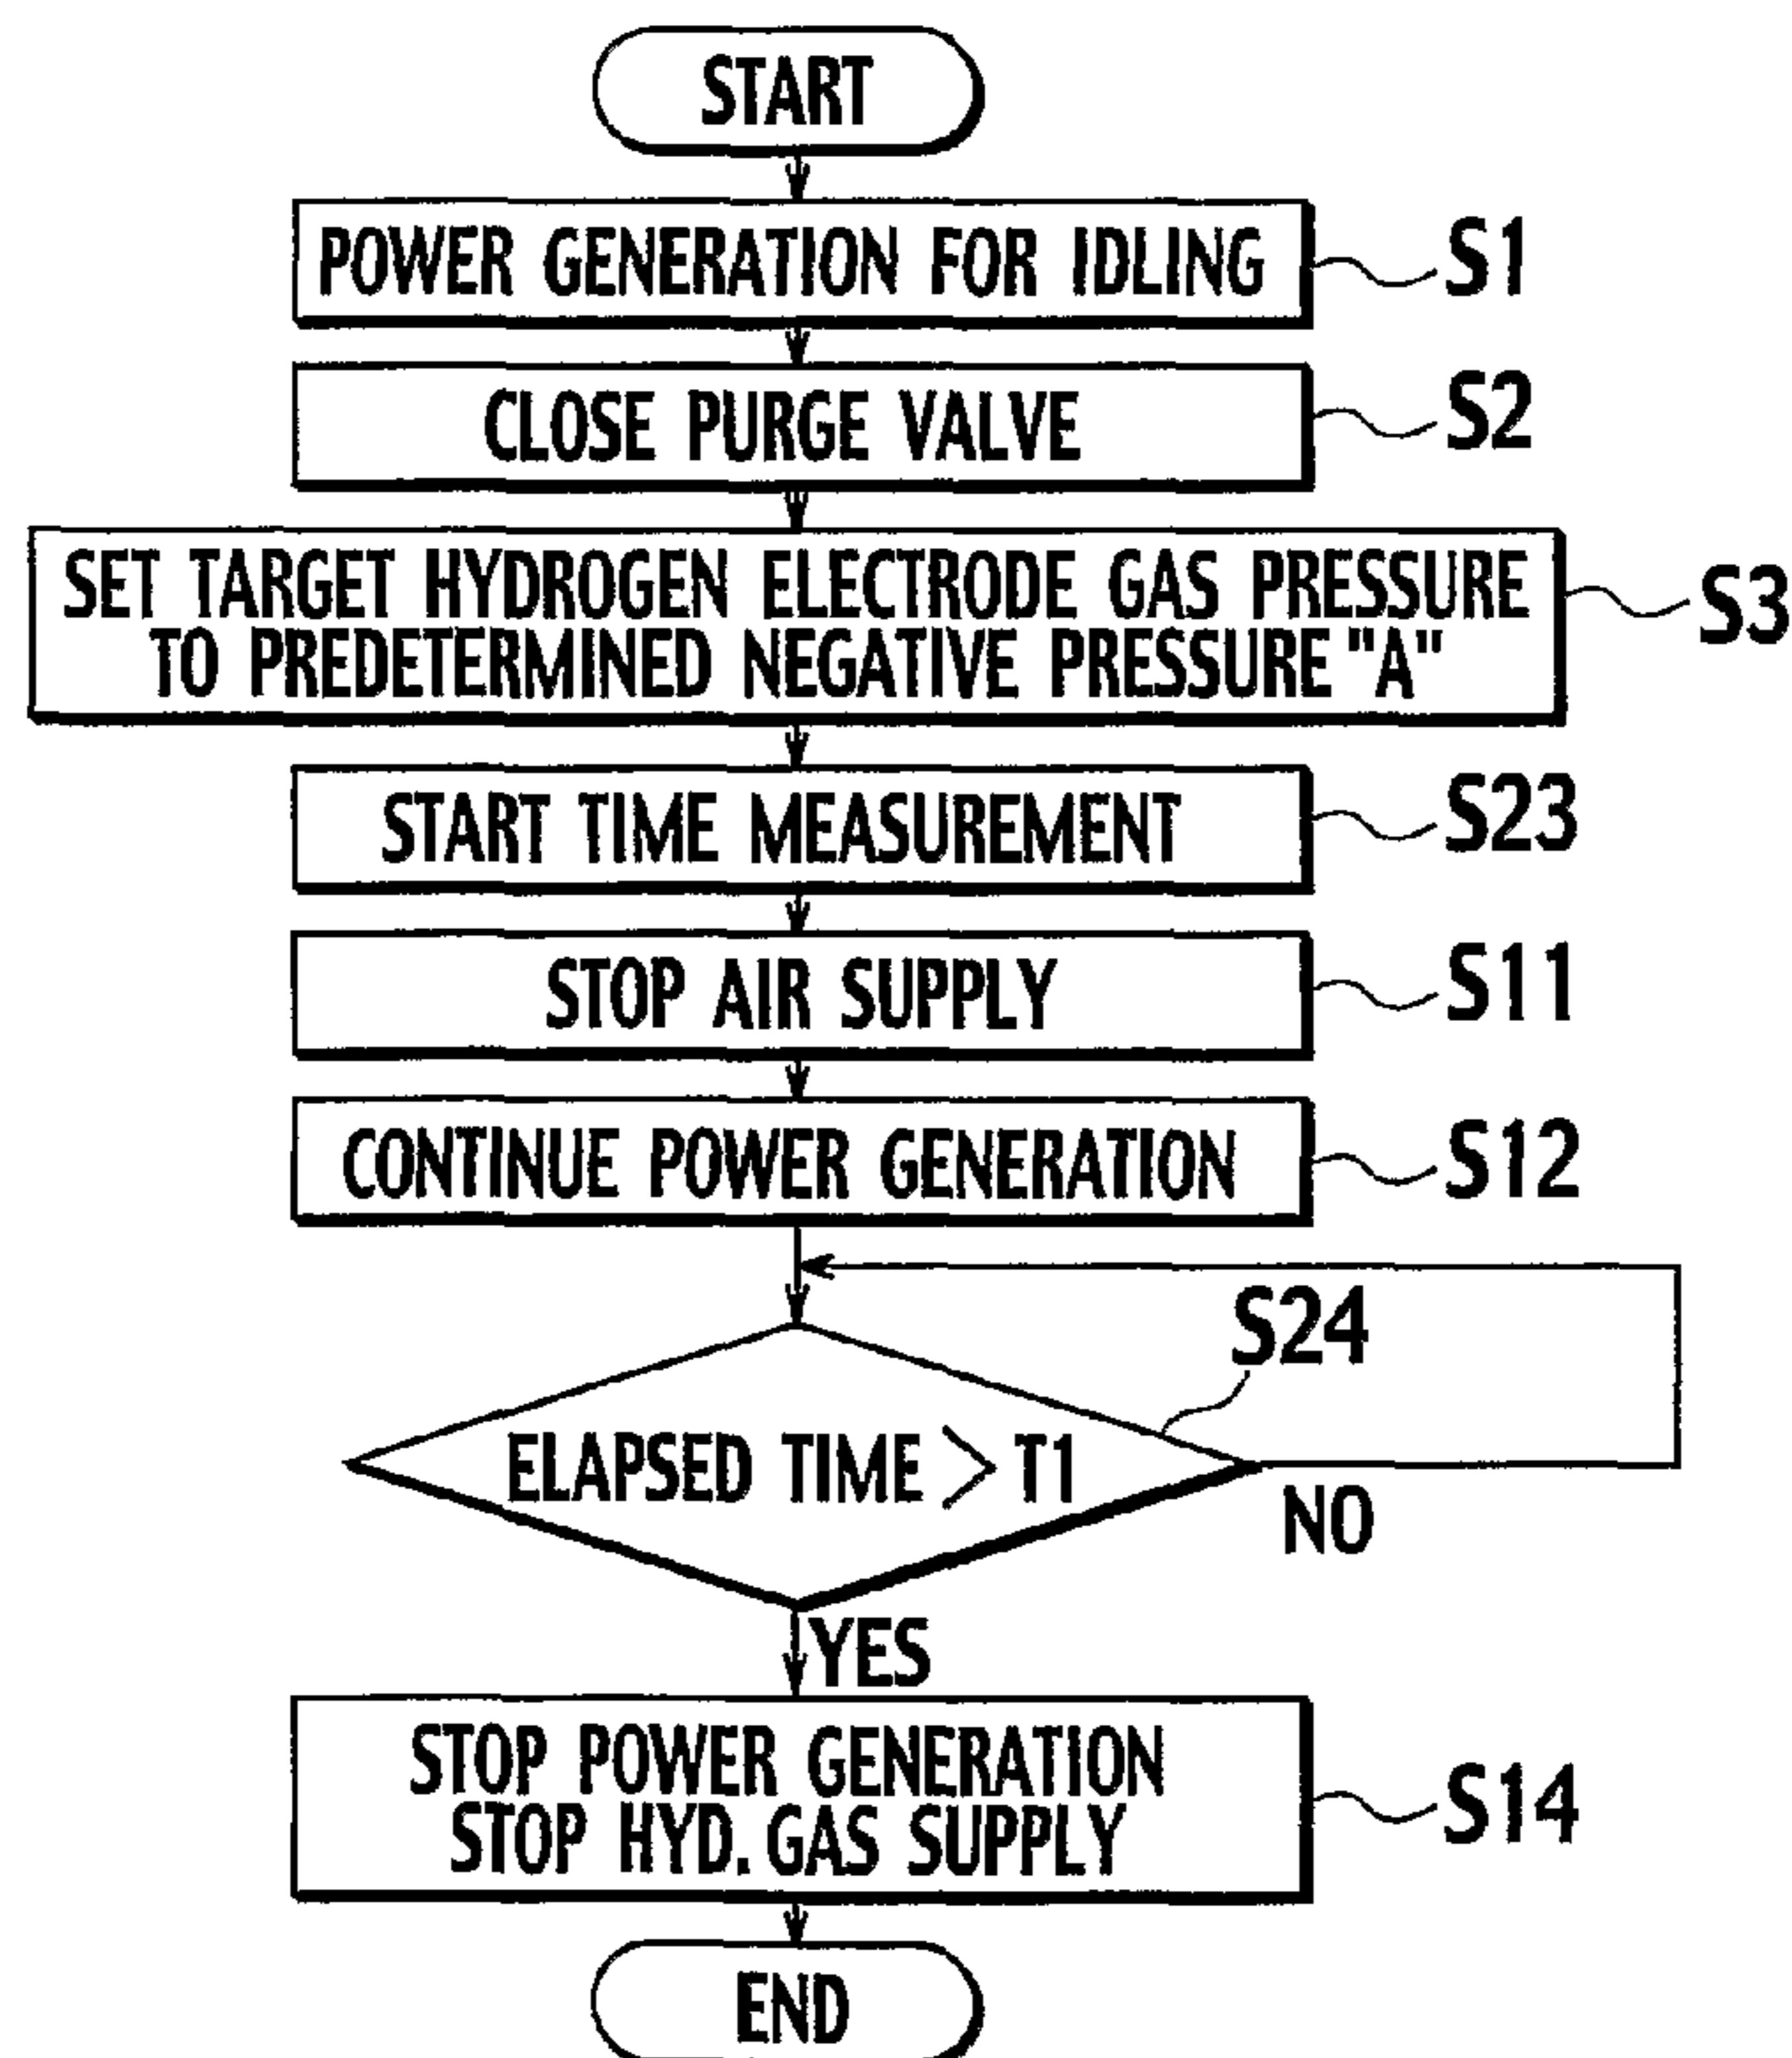 START
POWER GENERATION FOR IDLING
S1
CLOSE PURGE VALVE
S2
SET TARGET HYDROGEN ELECTRODE GAS PRESSURE
TO PREDETERMINED NEGATIVE PRESSURE "A"
S3
START TIME MEASUREMENT
S23
STOP AIR SUPPLY
S11
CONTINUE POWER GENERATION
S12
S24
ELAPSED TIME > T1
NO
YES
STOP POWER GENERATION
STOP HYD. GAS SUPPLY
S14
END